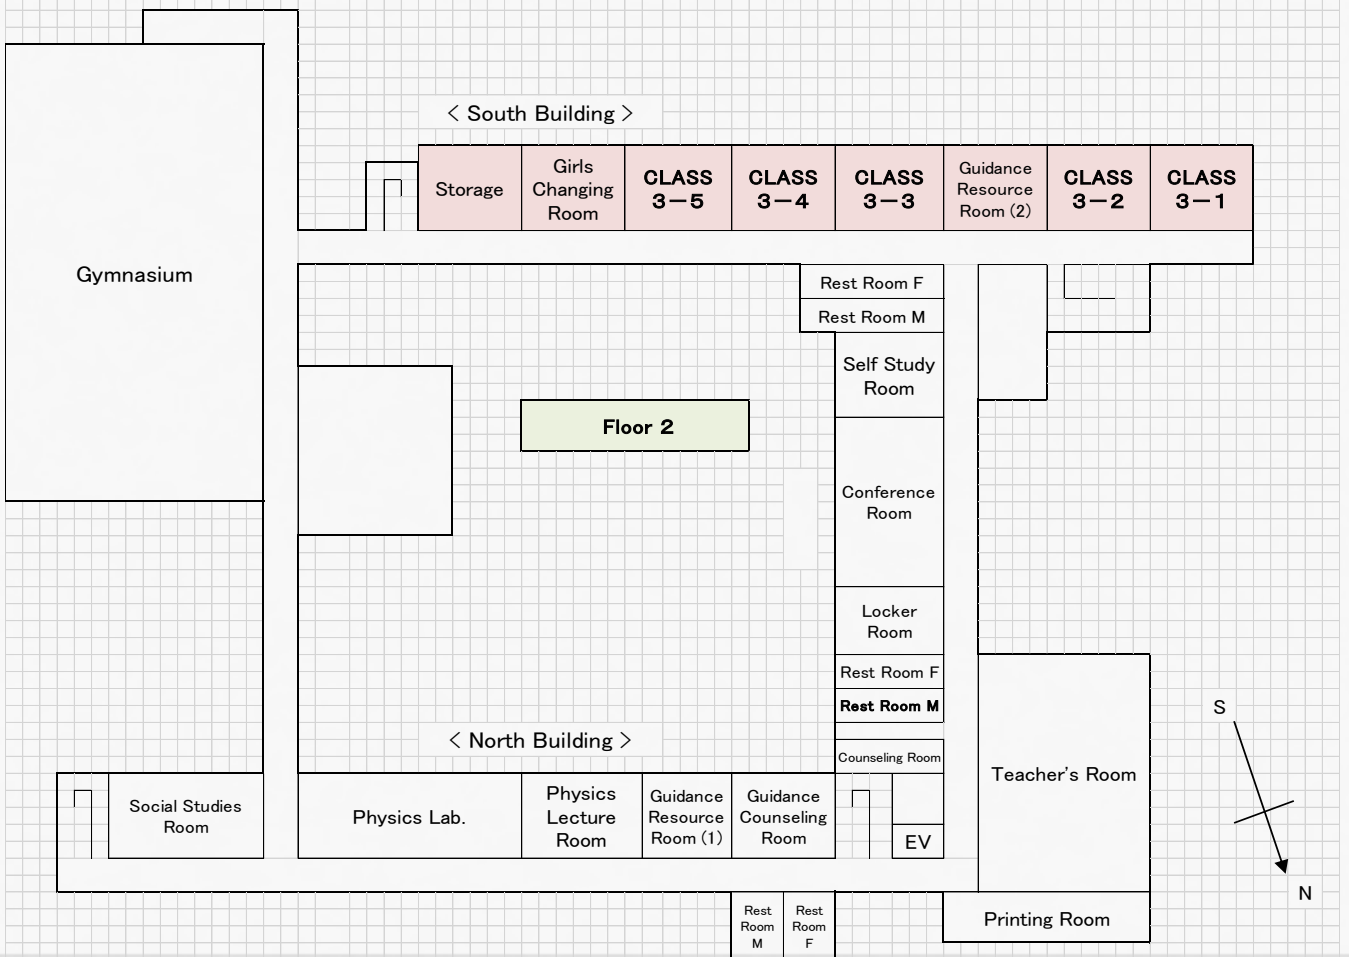 < South Building >
Storage
Girls
Changing
Room
CLASS
3－5
CLASS
3－4
CLASS
3－3
Guidance
Resource
Room (2)
CLASS
3－2
CLASS
3－1
Gymnasium
Rest Room F
Rest Room M
Self Study
Room
Floor 2
Conference
Room
Locker
Room
Rest Room F
Rest Room M
< North Building >
Counseling Room
Social Studies
Room
Physics Lab.
Physics
Lecture
Room
Guidance
Resource
Room (1)
Guidance
Counseling
Room
EV
Teacher's Room
S
N
Rest
Room
M
Rest
Room
F
Printing Room